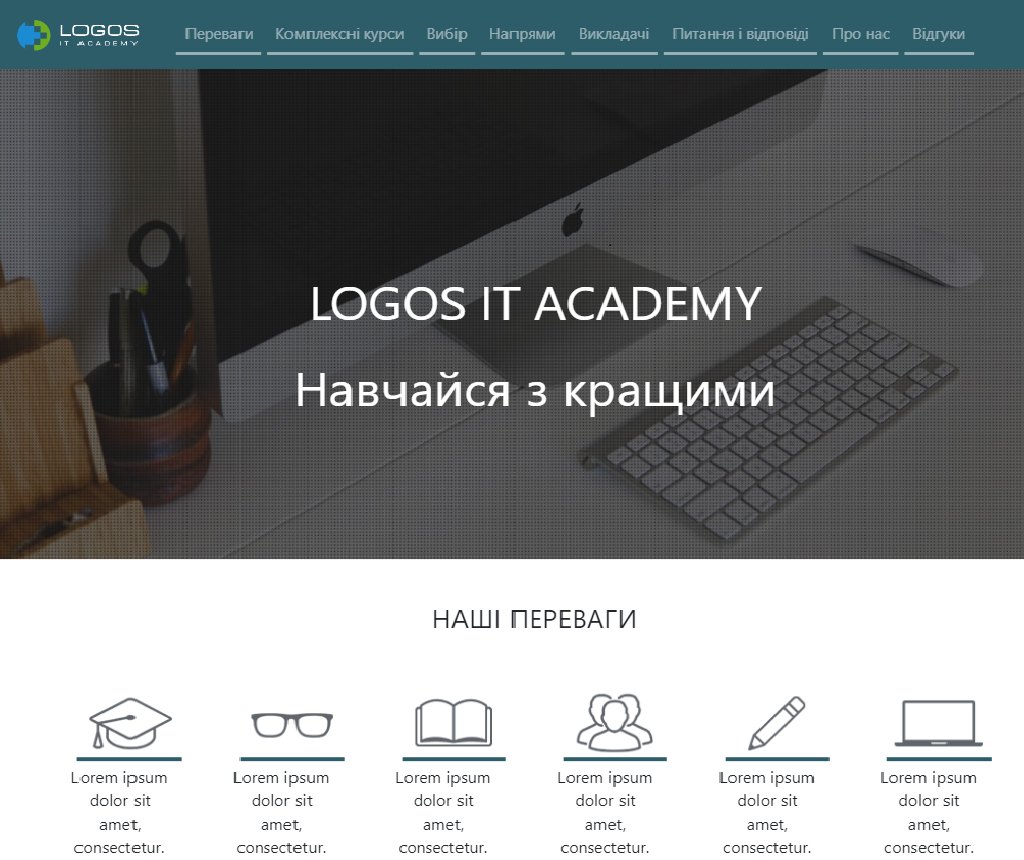 LOGOS
IT ACADEMY
Переваги Комплексні курси Вибір Напрями Викладачі Питання і відповіді Про нас Відгуки
LOGOS IT ACADEMY
Навчайся з кращими
НАШІ ПЕРЕВАГИ
Lorem ipsum
dolor sit
amet,
consectetur.
Lorem ipsum
dolor sit
amet,
consectetur.
Lorem ipsum
dolor sit
amet,
consectetur.
Lorem ipsum
dolor sit
amet,
consectetur.
Lorem ipsum
dolor sit
amet,
consectetur.
Lorem ipsum
dolor sit
amet,
consectetur.